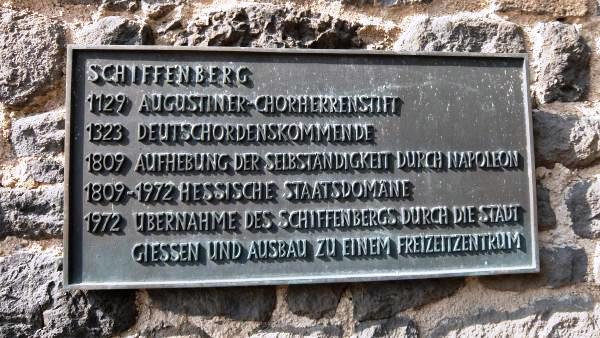 SCHIFFENBERG
1129 AUGUSTINER-CHORHERRENSTIFT
1323 DEUTSCHORDENSKOMMENDE
1809 AUFHEBUNG DER SELBSTÄNDIGKEIT DURCH NAPOLEON
1809-1972 HESSISCHE STAATSDOMÄNE
1972 ÜBERNAHME DES SCHIFFENBERGS DURCH DIE STADT
GIESSEN UND AUSBAU ZU EINEM FREIZEITZENTRUM